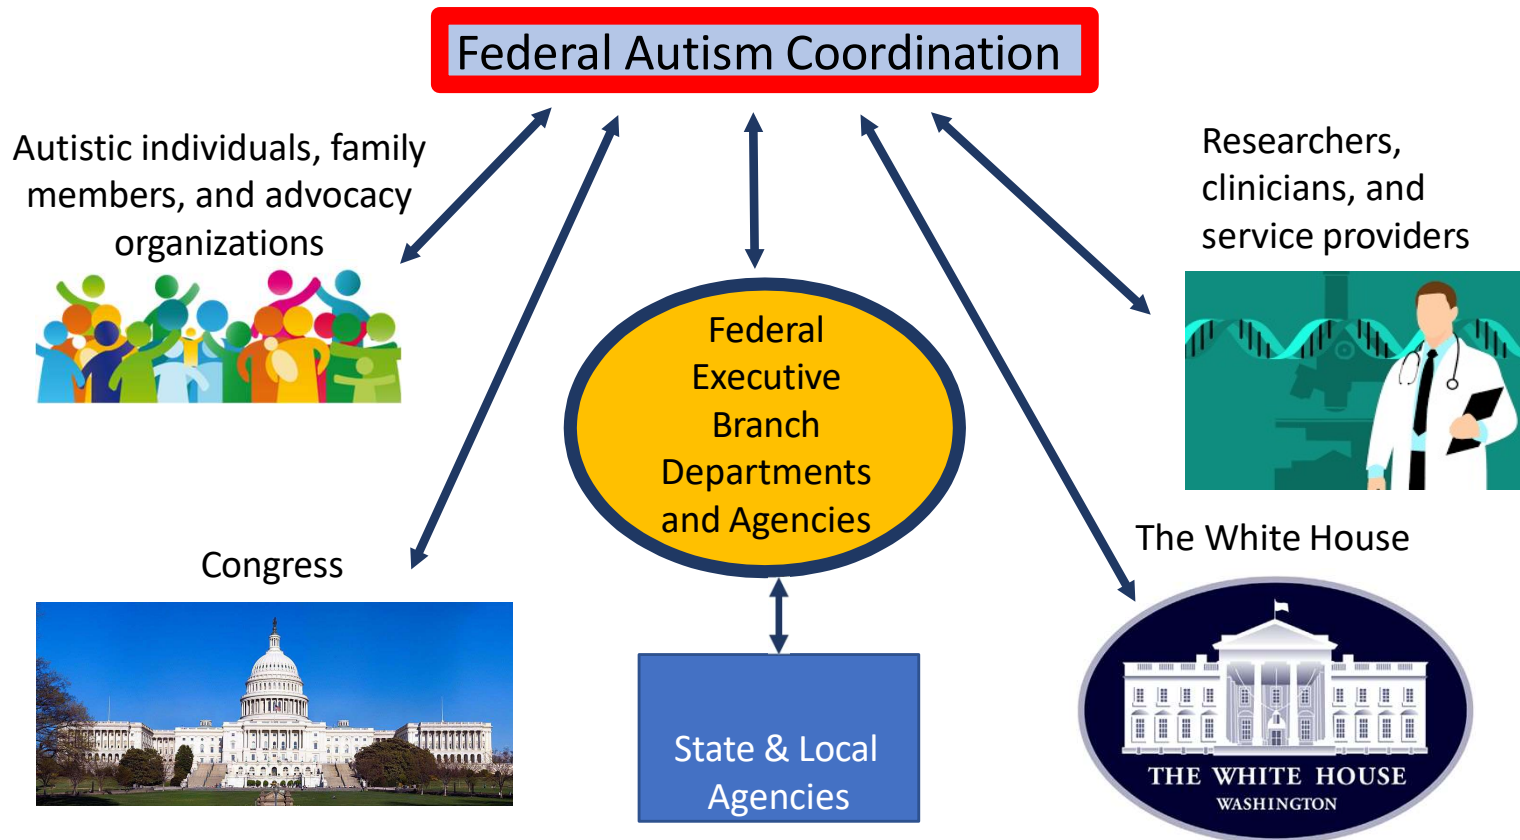 Federal Autism Coordination
Autistic individuals, family
members, and advocacy
organizations
Researchers,
clinicians, and
service providers
Federal
Executive
Branch
Departments
and Agencies
Congress
The White House
State & Local
Agencies
THE WHITE HOUSE
WASHINGTON